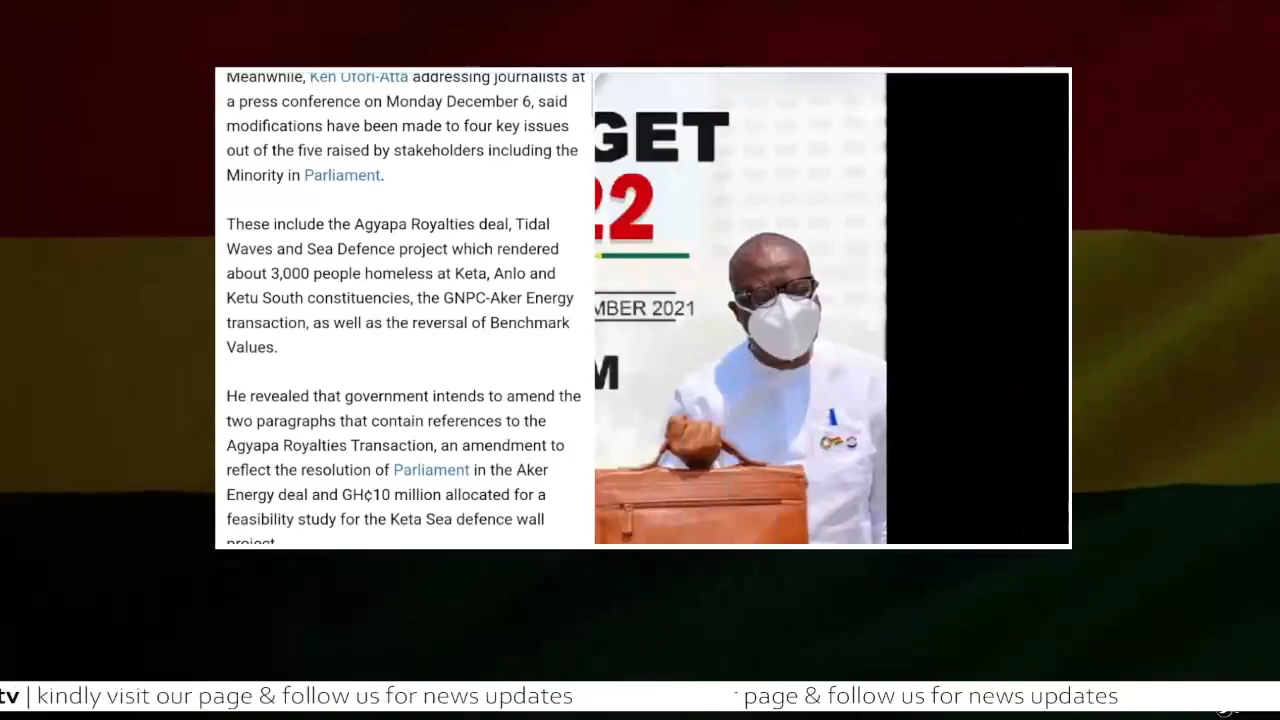 Meanwhile, Ken Ofori-Atta addressing journalists at
a press conference on Monday December 6, said
modifications have been made to four key issues
out of the five raised by stakeholders including the
Minority in Parliament.
These include the Agyapa Royalties deal, Tidal
Waves and Sea Defence project which rendered
about 3,000 people homeless at Keta, Anlo and
Ketu South constituencies, the GNPC-Aker Energy
transaction, as well as the reversal of Benchmark
Values.
He revealed that government intends to amend the
two paragraphs that contain references to the
Agyapa Royalties Transaction, an amendment to
reflect the resolution of Parliament in the Aker
Energy deal and GH¢10 million allocated for a
feasibility study for the Keta Sea defence wall
project.
GET
22
MBER 2021
M
tv | kindly visit our page & follow us for news updates
page & follow us for news updates